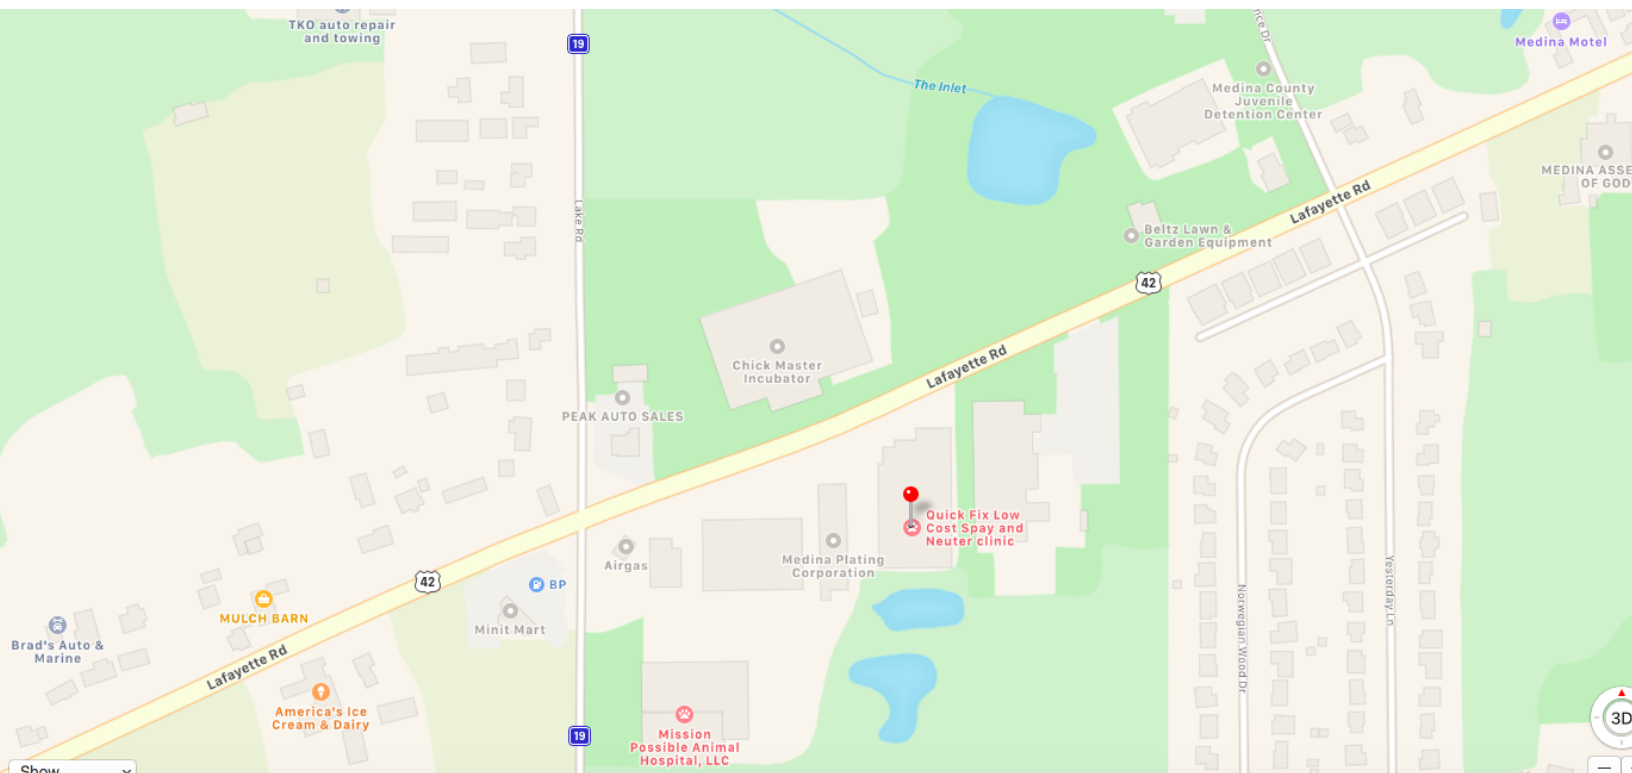 TKO auto repair
and towing
19
nce Dr
Medina Motel
The Inlet
Medina County
Juvenile
Detention Center
MEDINA ASSE
OF GOD
Lake Rd
Lafayette Rd
Beltz Lawn &
Garden Equipment
42
Chick Master
Incubator
Lafayette Rd
PEAK AUTO SALES
Quick Fix Low
Cost Spay and
Neuter clinic
Airgas
Medina Plating
Corporation
42
BP
MULCH BARN
Minit Mart
Brad's Auto &
Marine
Lafayette Rd
Norwegian Wood Dr
Yesterday Ln
America's Ice
Cream & Dairy
19
Mission
Possible Animal
Hospital, LLC
3D
Show